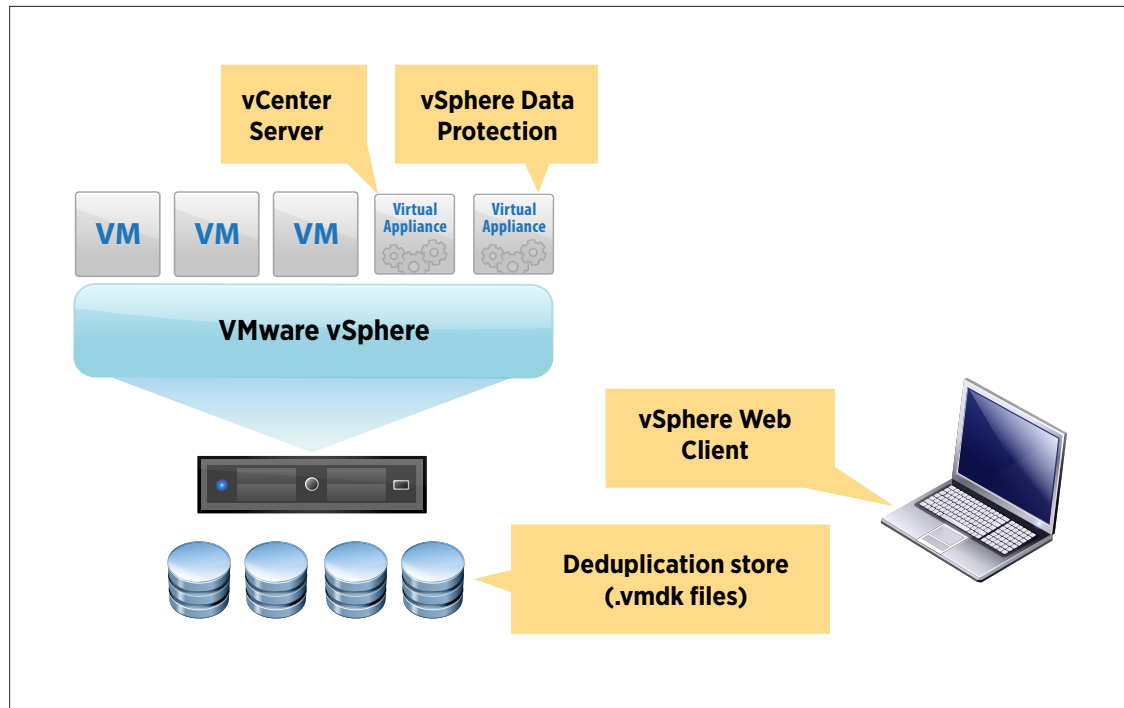 vCenter
Server
vSphere Data
Protection
VM
VM
VM
Virtual
Appliance
Virtual
Appliance
VMware vSphere
vSphere Web
Client
Deduplication store
(.vmdk files)